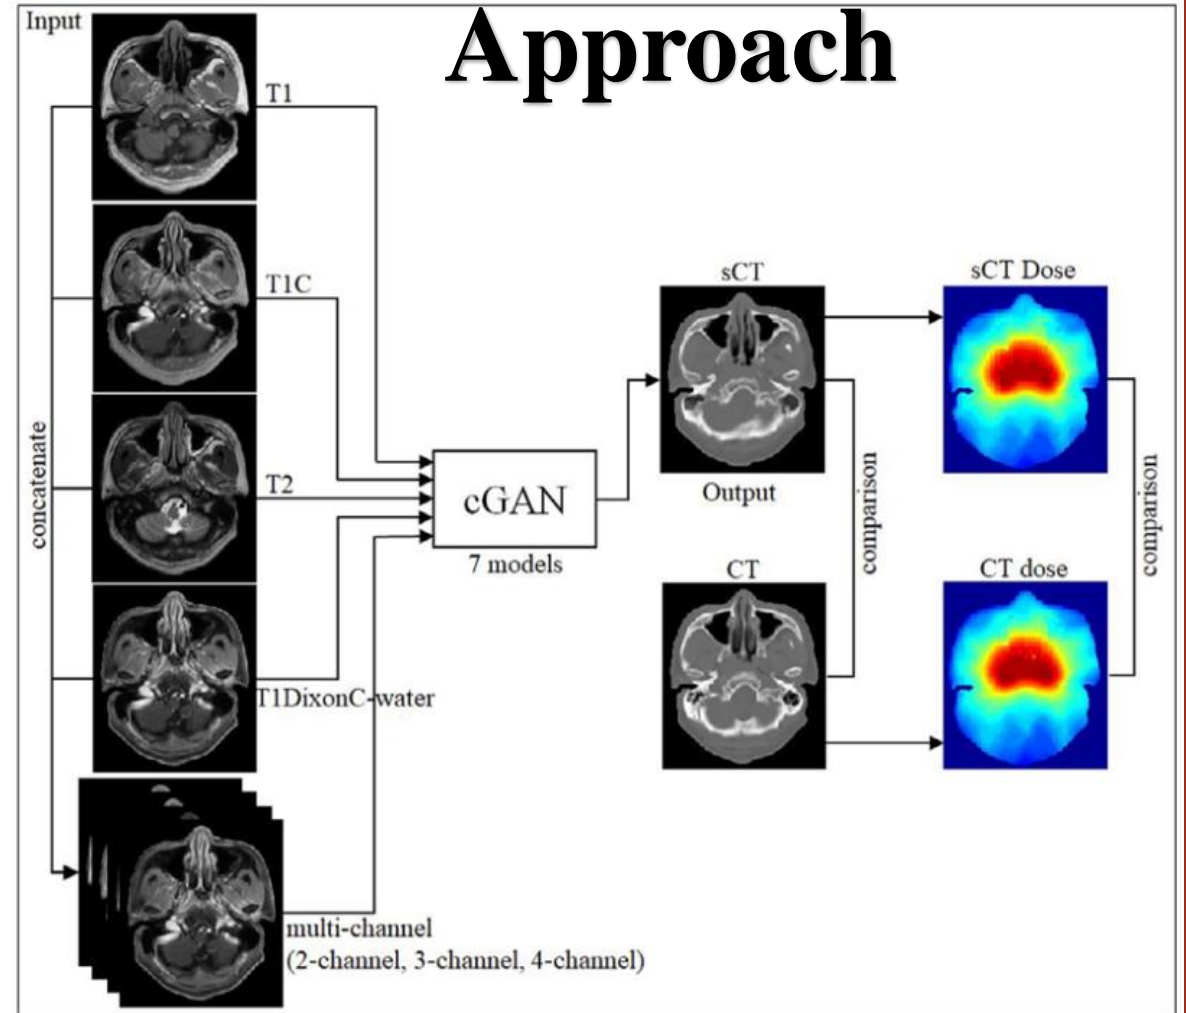 Approach
Input
T1
T1C
T2
T1DixonC-water
concatenate
multi-channel
(2-channel, 3-channel, 4-channel)
cGAN
7 models
sCT
Output
CT
comparison
sCT Dose
CT dose
comparison